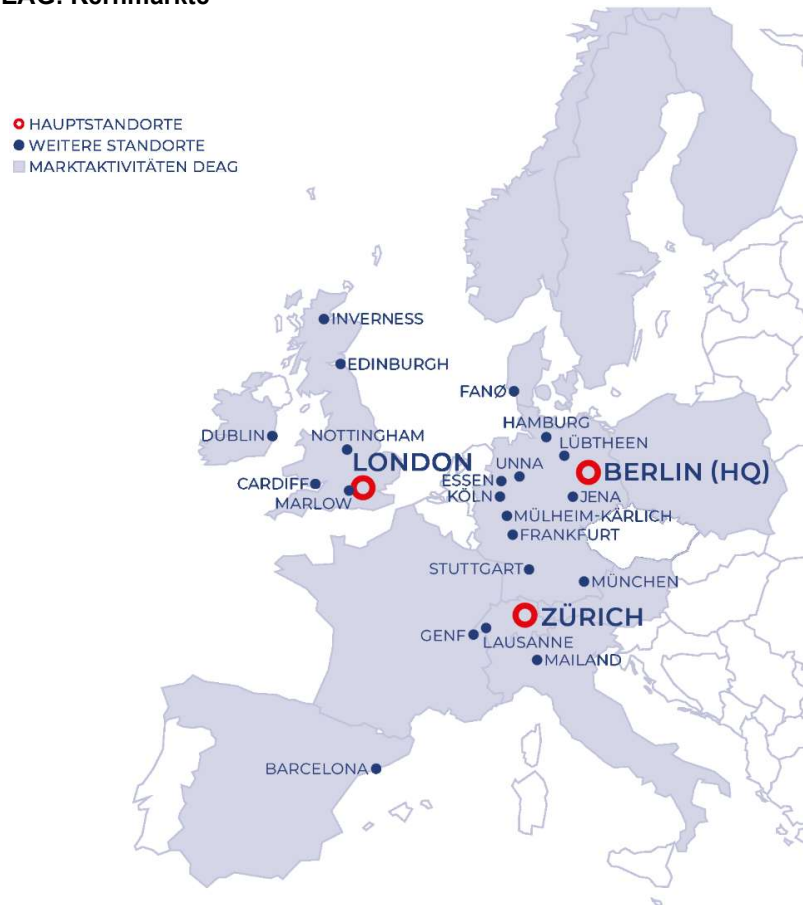 HAUPTSTANDORTE
WEITERE STANDORTE
MARKTAKTIVITÄTEN DEAG
INVERNESS
EDINBURGH
FANØ
HAMBURG
DUBLIN
NOTTINGHAM
LÜBTHEEN
LONDON
UNNA
BERLIN (HQ)
CARDIFF
ESSEN
MARLOW
KÖLN
JENA
MÜLHEIM-KÄRLICH
FRANKFURT
STUTTGART
MÜNCHEN
ZÜRICH
GENF
LAUSANNE
MAILAND
BARCELONA